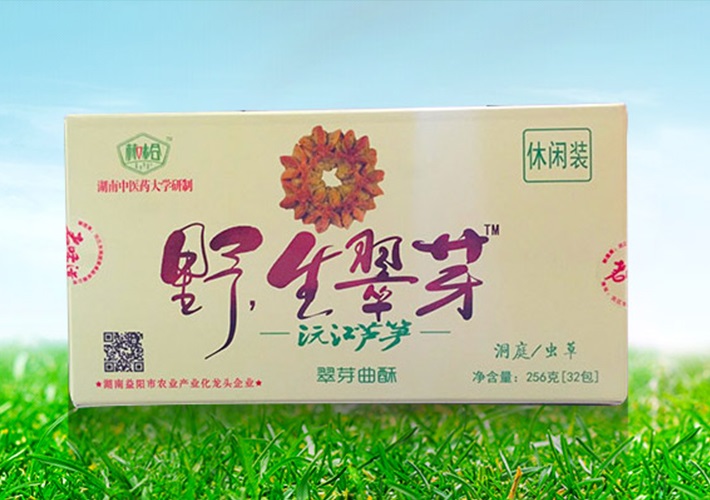 湖南中医药大学研制
休闲装
野生翠芽™
沅江芦笋
翠芽曲酥
洞庭/虫草
净含量：256克[32包]
★湖南益阳市农业产业化龙头企业★